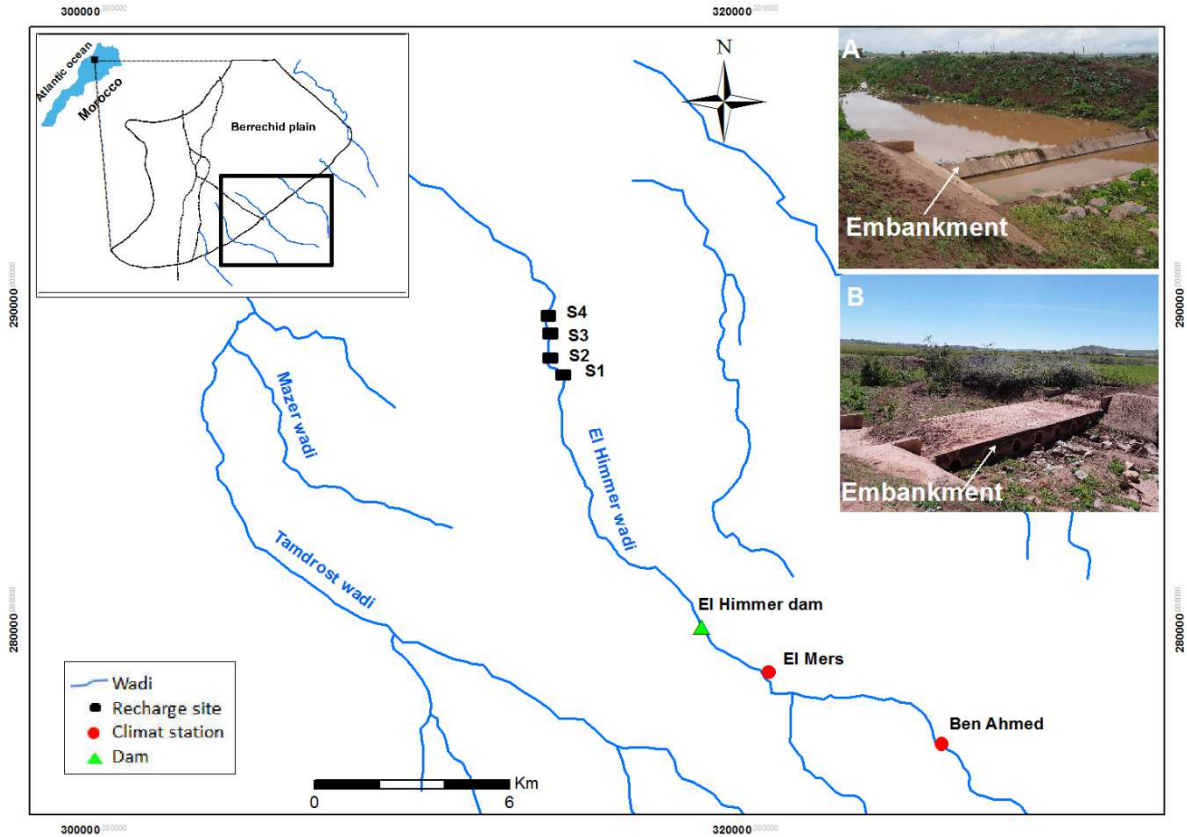 300000
320000
Atlantic ocean
Morocco
Berrechid plain
N
A
Embankment
B
Embankment
290000
290000
S4
S3
S2
S1
Mazer wadi
El Himmer wadi
Tamdrost wadi
El Himmer dam
280000
280000
El Mers
Ben Ahmed
Wadi
Recharge site
Climat station
Dam
Km
0
6
300000
320000